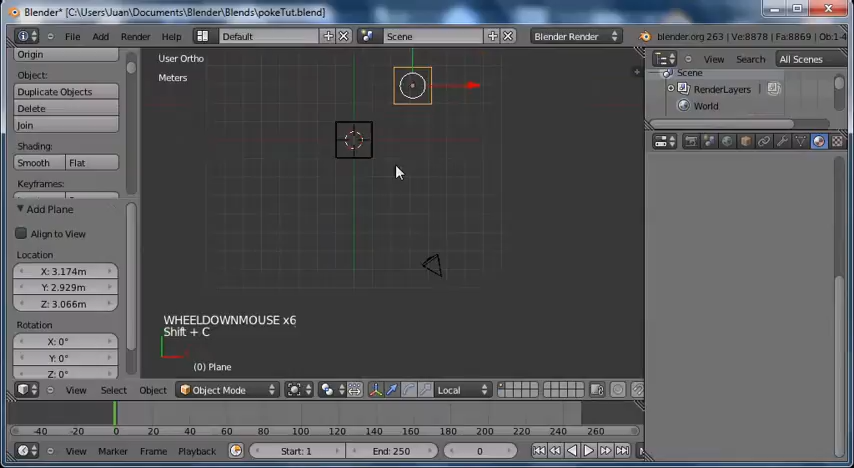 Blender* [C:\Users\Juan\Documents\Blender\Blends\pokeTut.blend]
File Add Render Help Default Scene Blender Render blender.org 263 | Ve:8878 | Fa:8869 | Ob:1-4
Origin
Object:
Duplicate Objects
Delete
Join
Shading:
Smooth Flat
Keyframes:
Add Plane
Align to View
Location
X: 3.174m
Y: 2.929m
Z: 3.066m
Rotation
X: 0°
Y: 0°
Z: 0°
User Ortho
Meters
WHEELDOWNMOUSE x6
Shift + C
(0) Plane
View Select Object Object Mode Local
View Search All Scenes
Scene
RenderLayers
World
-40 -20 0 20 40 60 80 100 120 140 160 180 200 220 240 260 280
View Marker Frame Playback Start: 1 End: 250 0